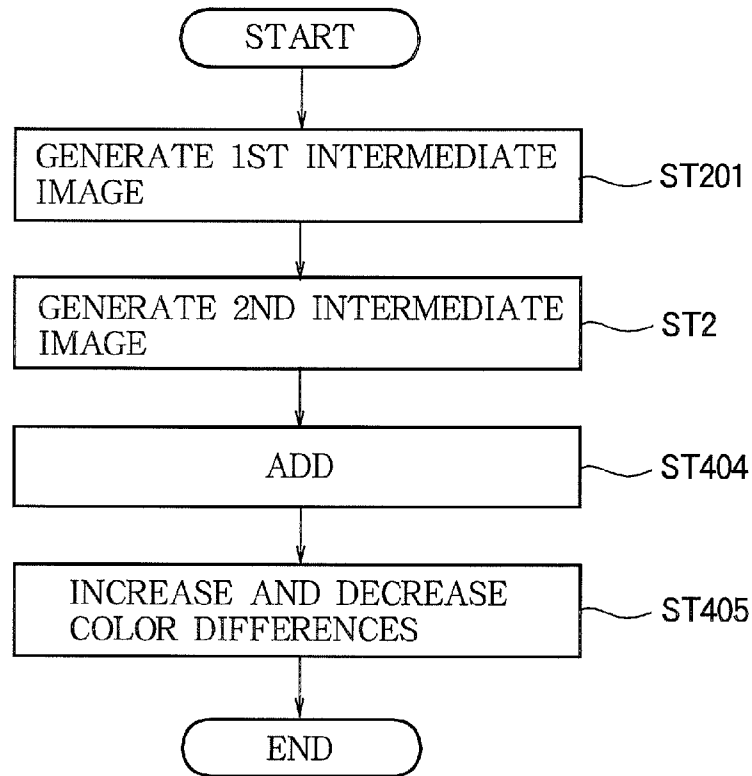 START
GENERATE 1ST INTERMEDIATE
IMAGE
ST201
GENERATE 2ND INTERMEDIATE
IMAGE
ST2
ADD
ST404
INCREASE AND DECREASE
COLOR DIFFERENCES
ST405
END